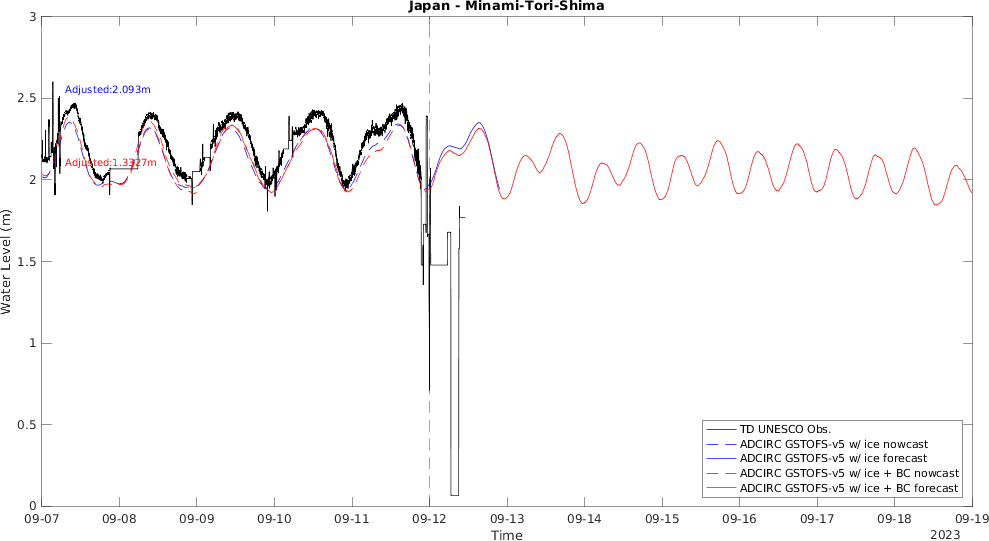 Japan - Minami-Tori-Shima
3
2.5
2
1.5
1
0.5
0
Water Level (m)
Adjusted:2.093m
Adjusted:1.3327m
TD UNESCO Obs.
ADCIRC GSTOFS-v5 w/ ice nowcast
ADCIRC GSTOFS-v5 w/ ice forecast
ADCIRC GSTOFS-v5 w/ ice + BC nowcast
ADCIRC GSTOFS-v5 w/ ice + BC forecast
09-07 09-08 09-09 09-10 09-11 09-12 09-13 09-14 09-15 09-16 09-17 09-18 09-19
Time
2023